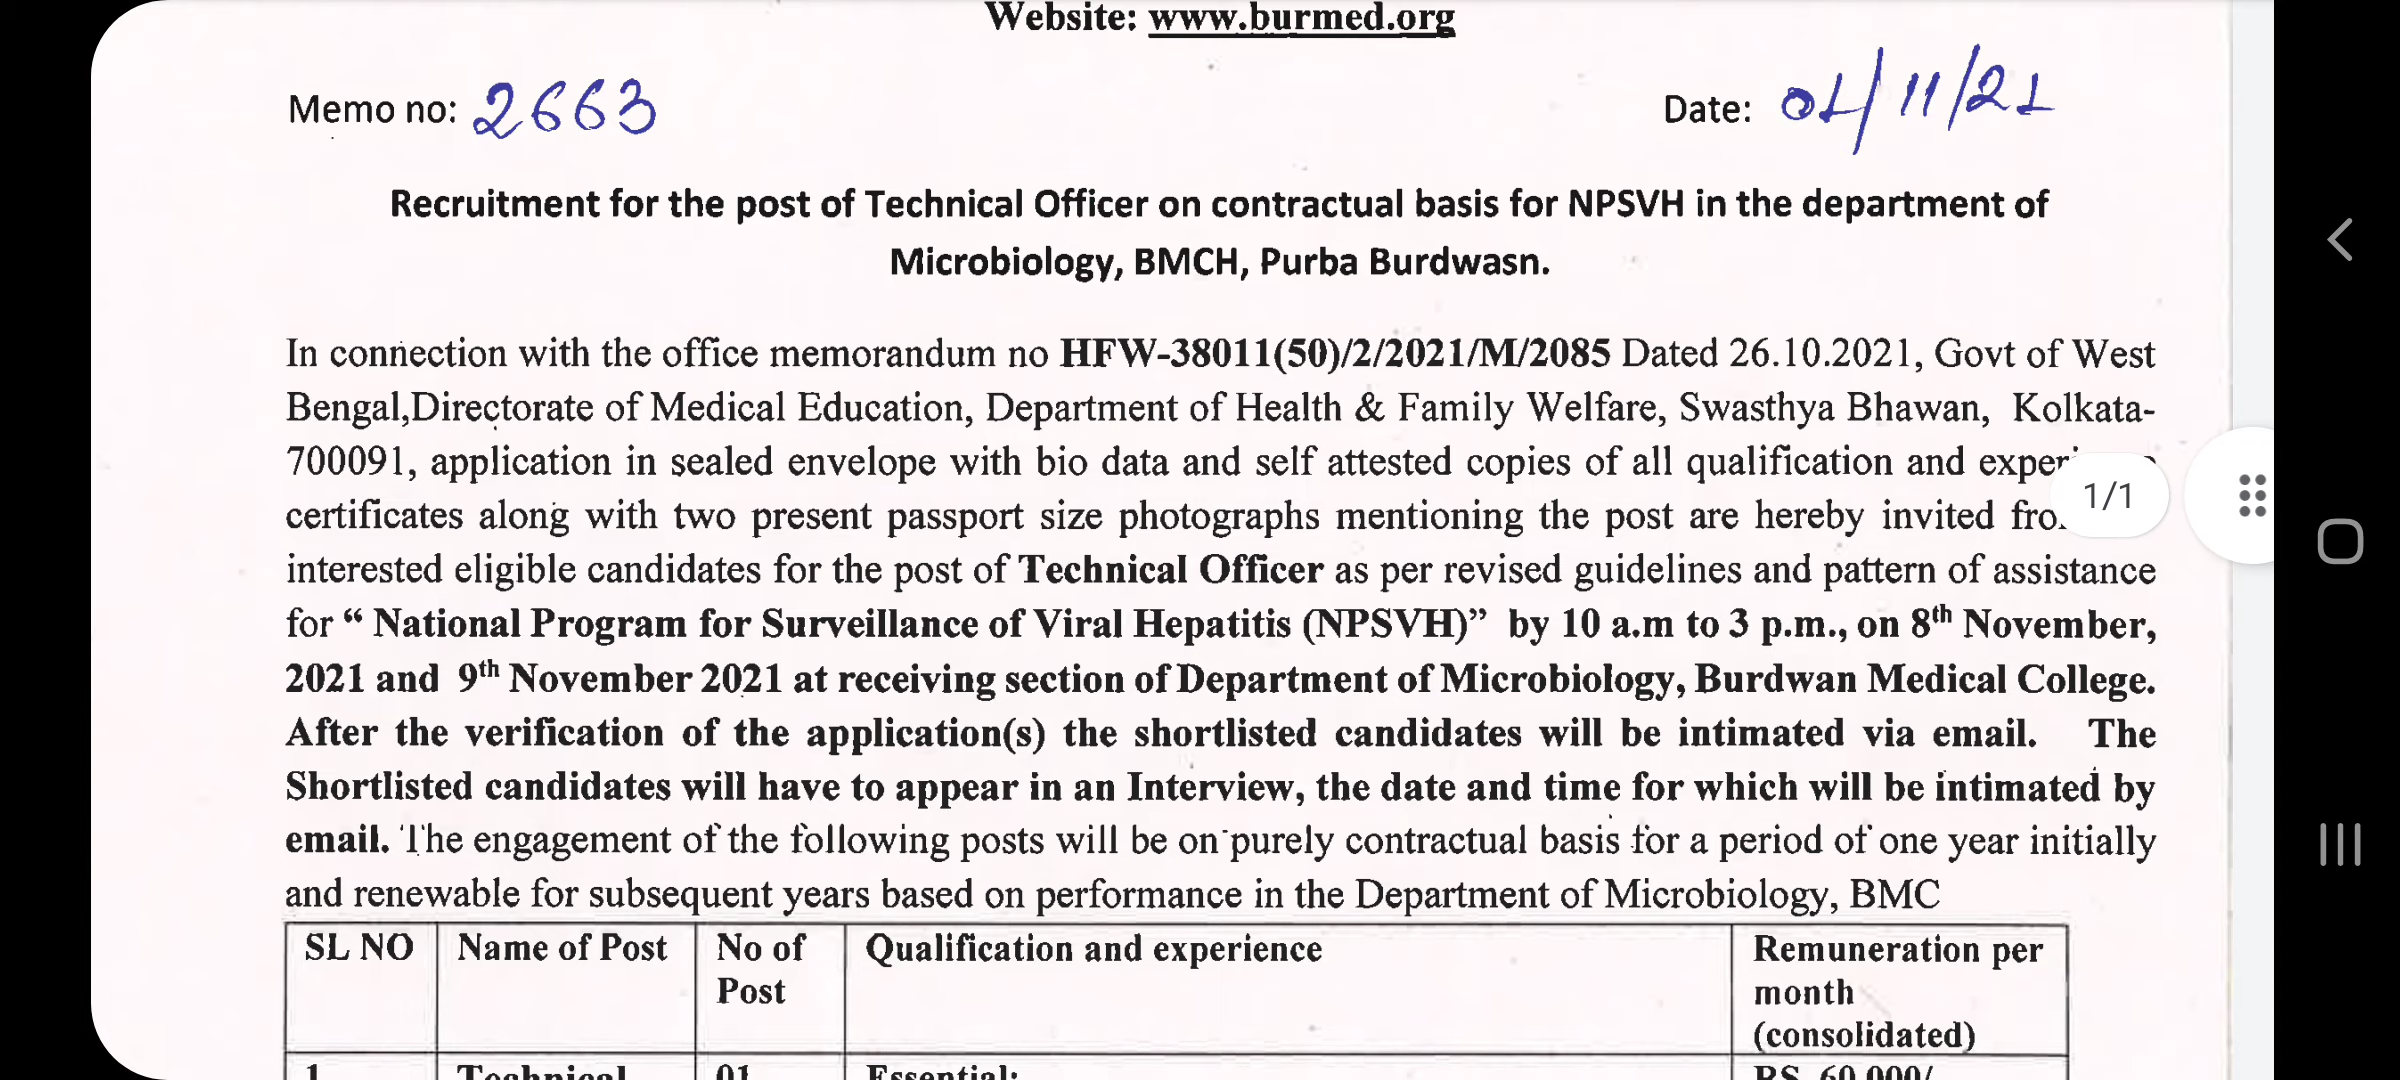 Website: www.burmed.org
Memo no: 2663
Date: 01/11/21
Recruitment for the post of Technical Officer on contractual basis for NPSVH in the department of
Microbiology, BMCH, Purba Burdwasn.
In connection with the office memorandum no HFW-38011(50)/2/2021/M/2085 Dated 26.10.2021, Govt of West
Bengal,Directorate of Medical Education, Department of Health & Family Welfare, Swasthya Bhawan, Kolkata-
700091, application in sealed envelope with bio data and self attested copies of all qualification and
certificates along with two present passport size photographs mentioning the post are hereby invited
1/1
interested eligible candidates for the post of Technical Officer as per revised guidelines and pattern of assistance
for “ National Program for Surveillance of Viral Hepatitis (NPSVH)” by 10 a.m to 3 p.m., on 8th November,
2021 and 9th November 2021 at receiving section of Department of Microbiology, Burdwan Medical College.
After the verification of the application(s) the shortlisted candidates will be intimated via email. The
Shortlisted candidates will have to appear in an Interview, the date and time for which will be intimated by
email. The engagement of the following posts will be on purely contractual basis for a period of one year initially
and renewable for subsequent years based on performance in the Department of Microbiology, BMC
SL NO
Name of Post
No of
Post
Qualification and experience
Remuneration per
month
(consolidated)
1
Technical
01
Essential:
RS. 60,000/